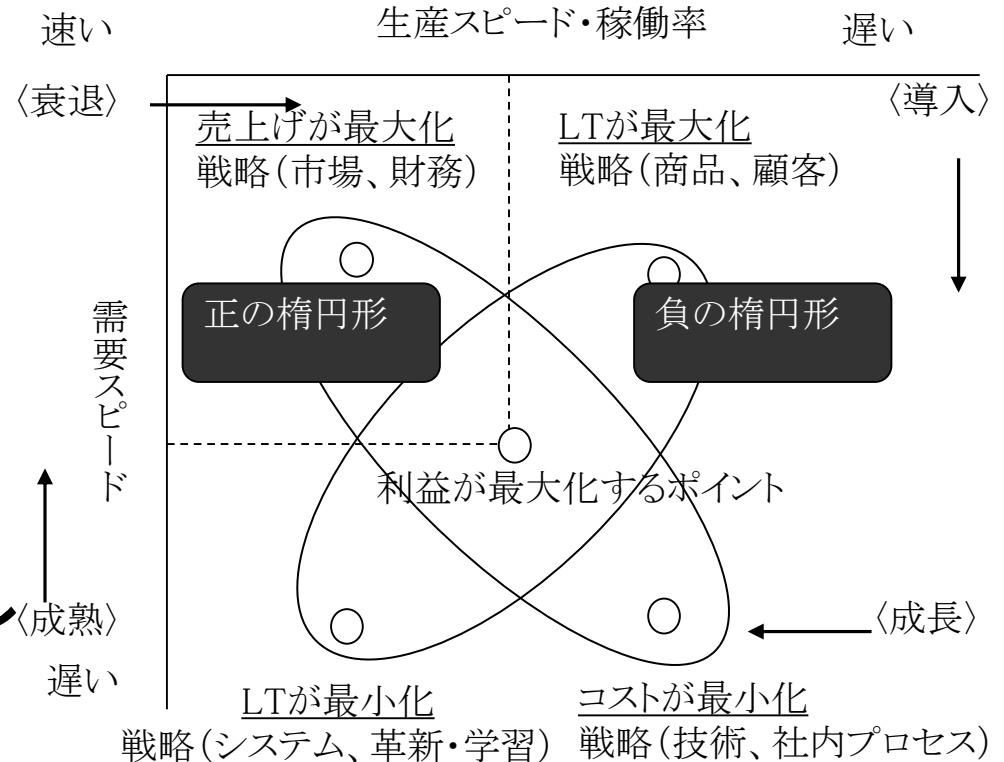 生産スピード・稼働率
速い
遅い
〈衰退〉
〈導入〉
売上げが最大化
戦略(市場、財務)
LTが最大化
戦略(商品、顧客)
正の楕円形
負の楕円形
需要スピード
利益が最大化するポイント
〈成熟〉
〈成長〉
遅い
LTが最小化
戦略(システム、革新・学習)
コストが最小化
戦略(技術、社内プロセス)